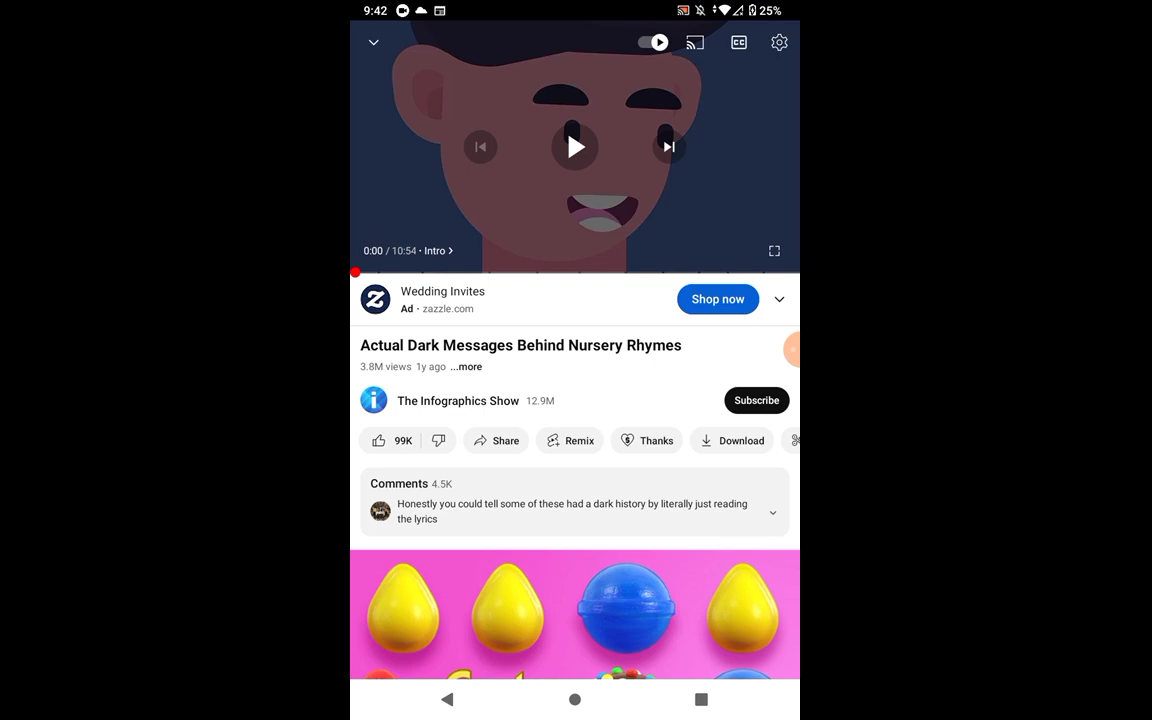 9:42 25%
CC
0:00 / 10:54 · Intro
Wedding Invites
Ad · zazzle.com
Shop now
Actual Dark Messages Behind Nursery Rhymes
3.8M views 1y ago ...more
The Infographics Show 12.9M
Subscribe
99K Share Remix Thanks Download
Comments 4.5K
Honestly you could tell some of these had a dark history by literally just reading
the lyrics